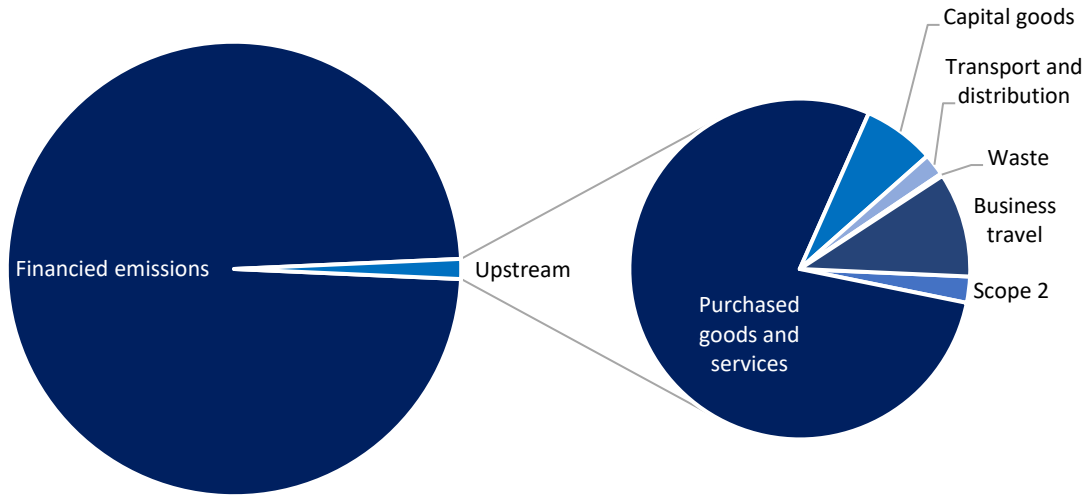 Financied emissions
Upstream
Capital goods
Transport and
distribution
Waste
Business
travel
Scope 2
Purchased
goods and
services